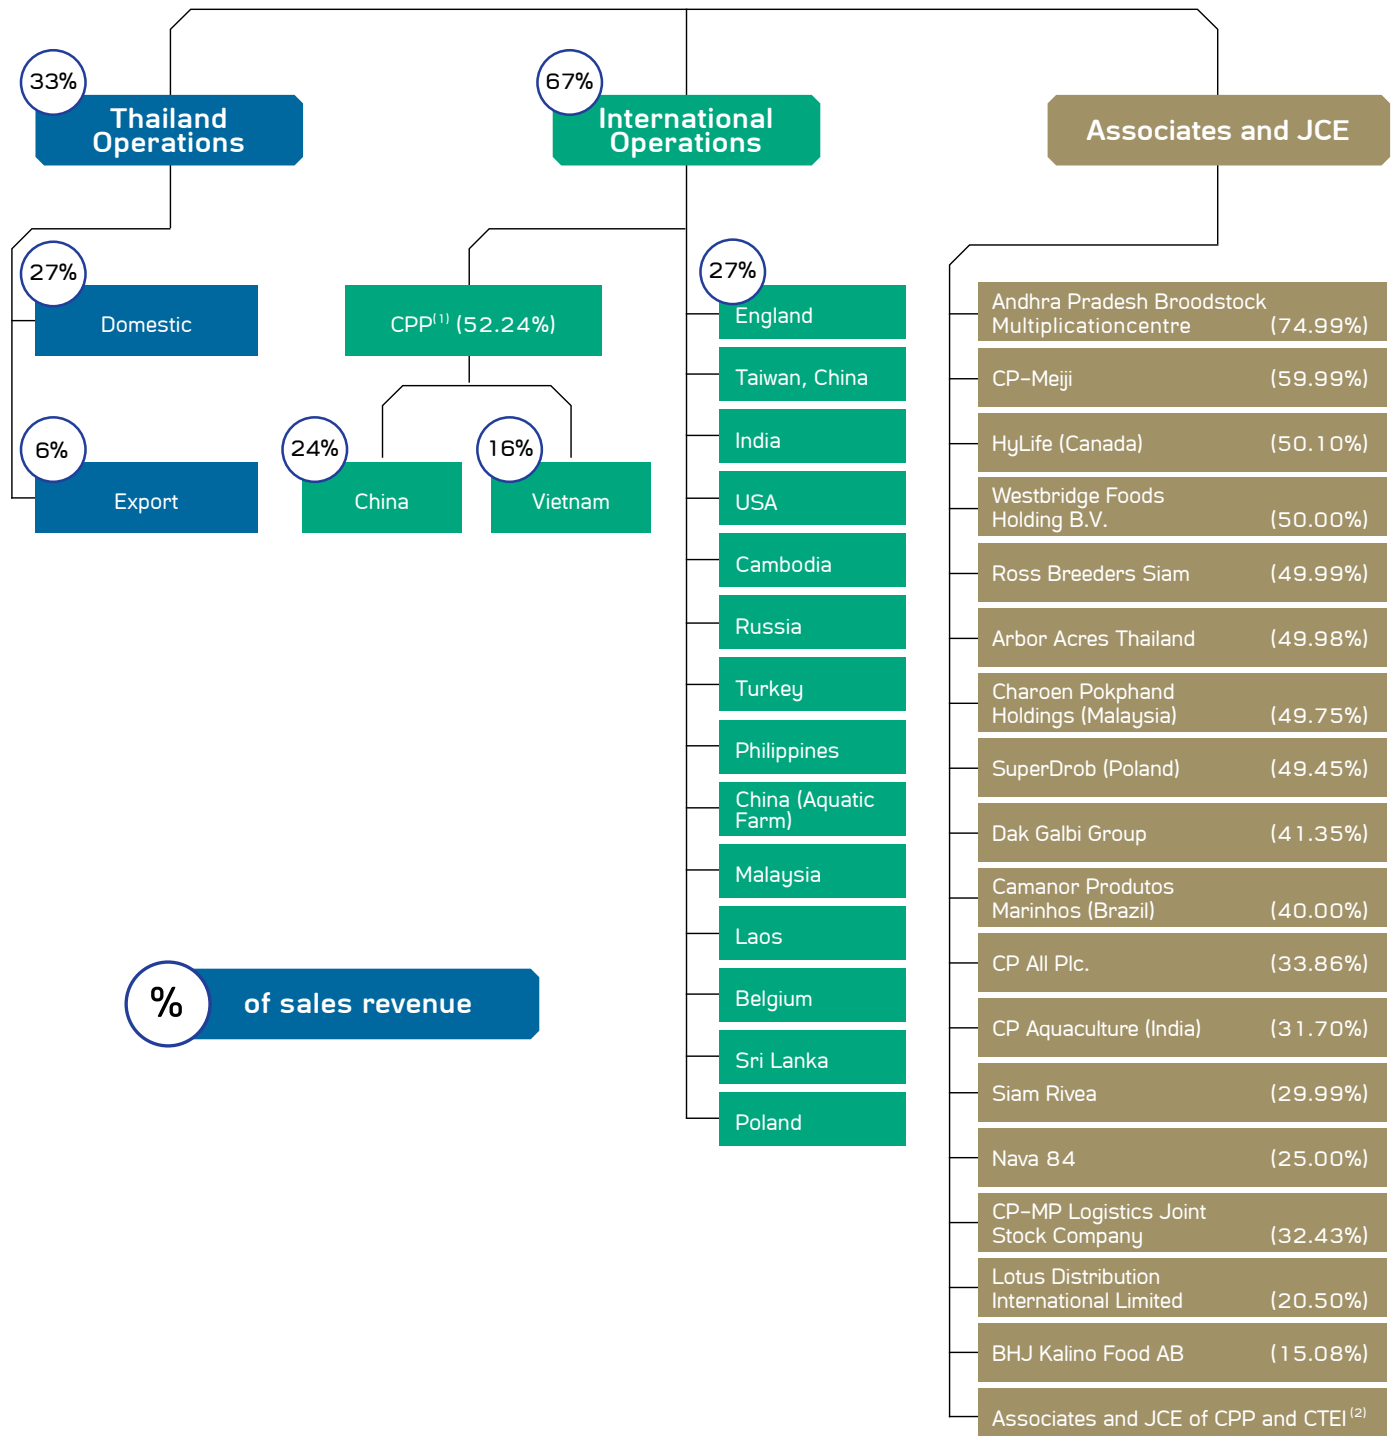 33%
Thailand
Operations
67%
International
Operations
Associates and JCE
27%
Domestic
6%
Export
CPP(1) (52.24%)
24%
China
16%
Vietnam
27%
England
Taiwan, China
India
USA
Cambodia
Russia
Turkey
Philippines
China (Aquatic
Farm)
Malaysia
Laos
Belgium
Sri Lanka
Poland
Andhra Pradesh Broodstock
Multiplicationcentre (74.99%)
CP-Meiji (59.99%)
HyLife (Canada) (50.10%)
Westbridge Foods
Holding B.V. (50.00%)
Ross Breeders Siam (49.99%)
Arbor Acres Thailand (49.98%)
Charoen Pokphand
Holdings (Malaysia) (49.75%)
SuperDrob (Poland) (49.45%)
Dak Galbi Group (41.35%)
Camanor Produtos
Marinhos (Brazil) (40.00%)
CP All Plc. (33.86%)
CP Aquaculture (India) (31.70%)
Siam Rivea (29.99%)
Nava 84 (25.00%)
CP-MP Logistics Joint
Stock Company (32.43%)
Lotus Distribution
International Limited (20.50%)
BHJ Kalino Food AB (15.08%)
Associates and JCE of CPP and CTEI (2)
% of sales revenue